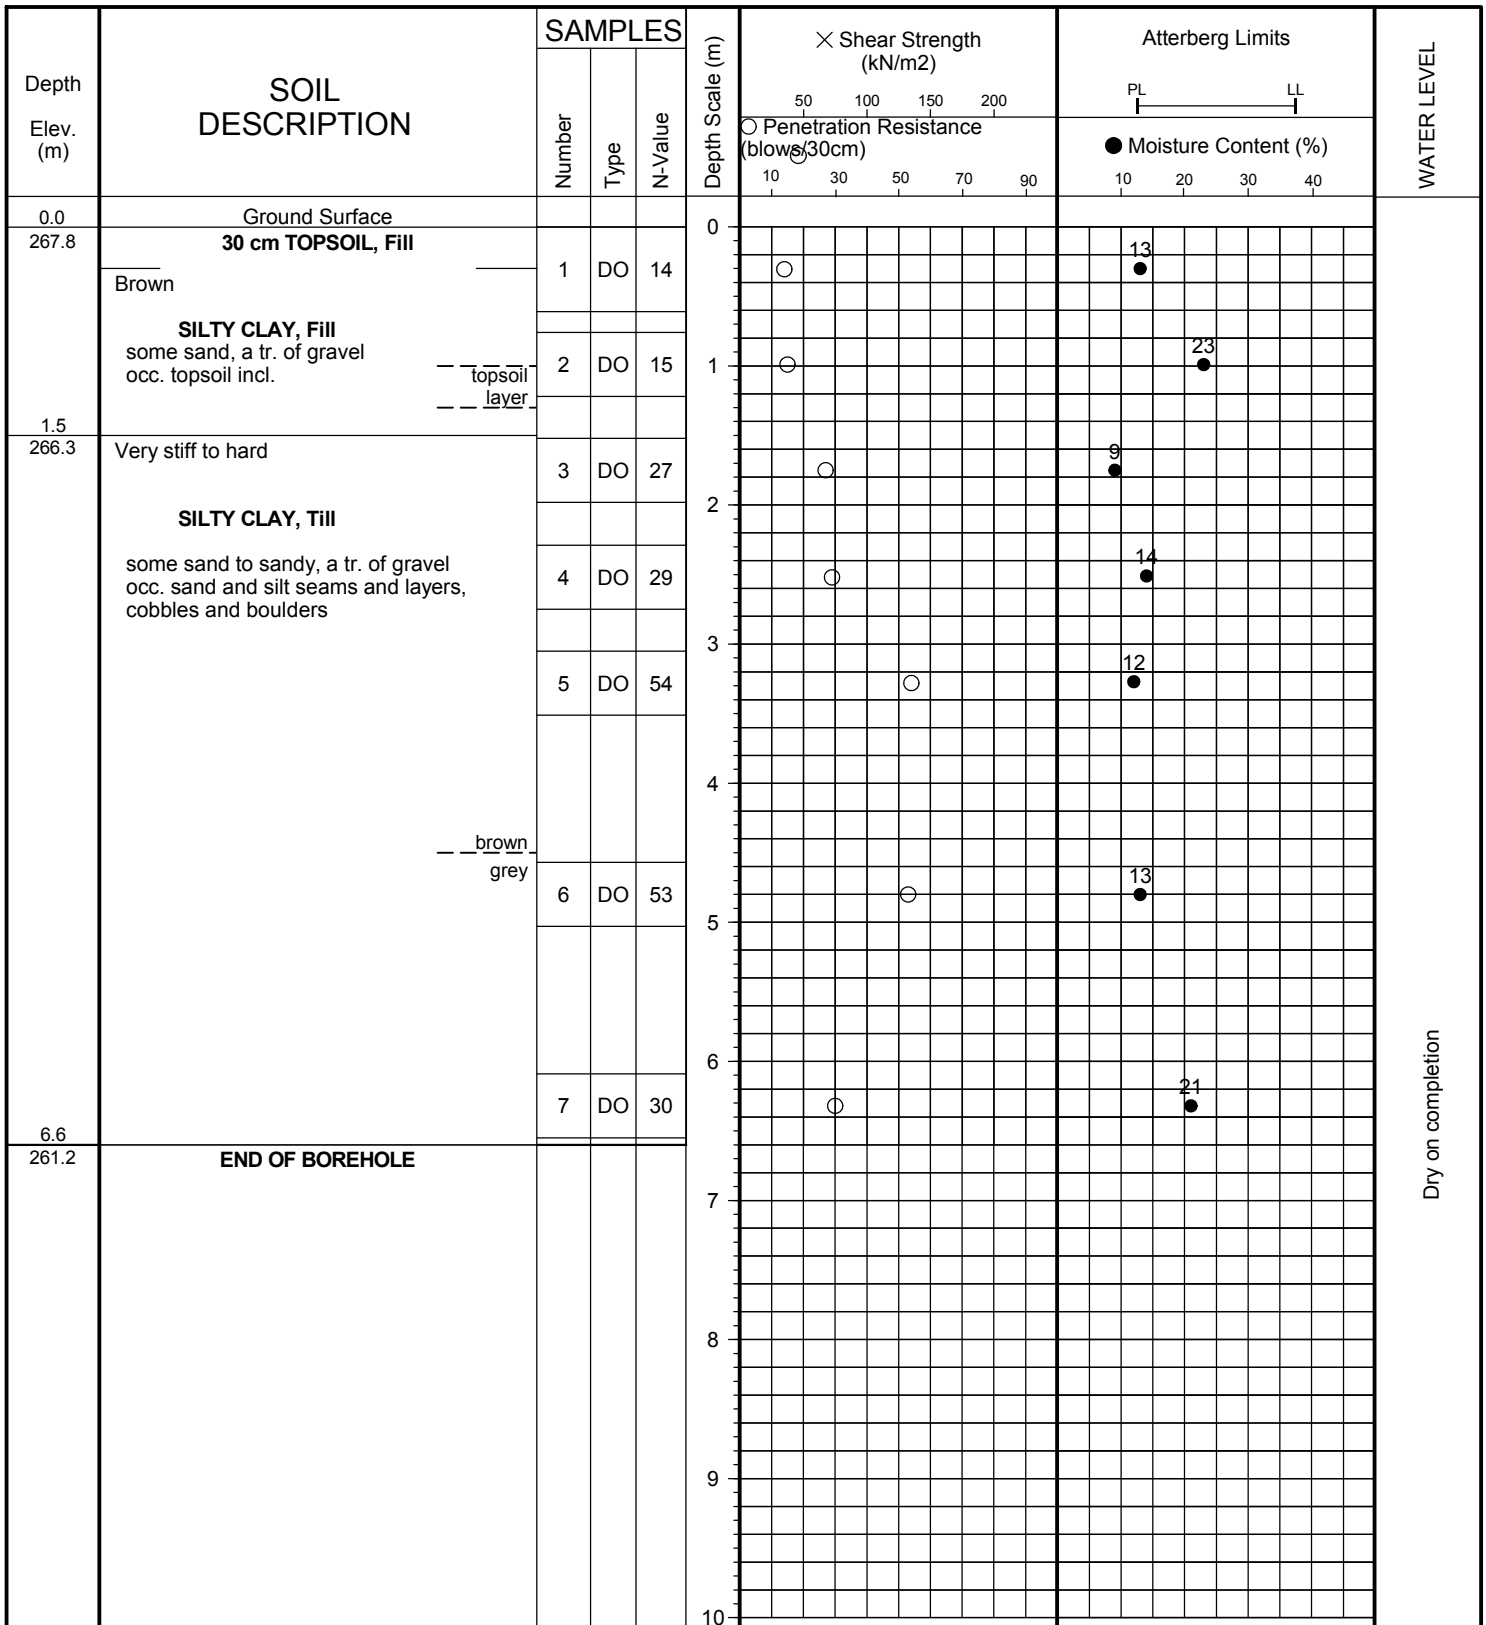 Depth
Elev.
(m)
SOIL
DESCRIPTION
SAMPLES
Number
Type
N-Value
Depth Scale (m)
× Shear Strength
(kN/m2)
50 100 150 200
○ Penetration Resistance
(blows/30cm)
10 30 50 70 90
Atterberg Limits
PL LL
● Moisture Content (%)
10 20 30 40
WATER LEVEL
0.0 Ground Surface
0
267.8 30 cm TOPSOIL, Fill
1 DO 14
13
Brown
SILTY CLAY, Fill
some sand, a tr. of gravel
occ. topsoil incl.
topsoil
layer
2 DO 15
1
23
1.5
266.3 Very stiff to hard
3 DO 27
9
2
SILTY CLAY, Till
some sand to sandy, a tr. of gravel
occ. sand and silt seams and layers,
cobbles and boulders
4 DO 29
14
3
5 DO 54
12
4
brown
grey
6 DO 53
13
5
6
7 DO 30
21
6.6
261.2 END OF BOREHOLE
7
8
9
10
Dry on completion